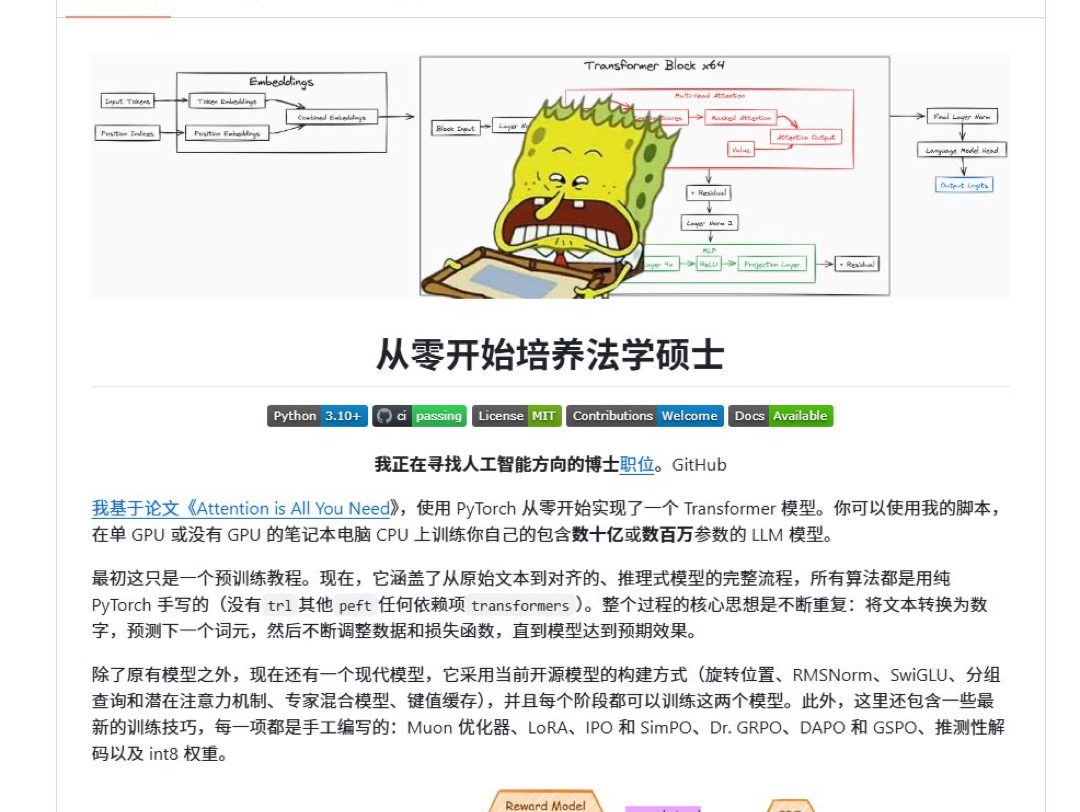 Embeddings
Input Tokens
Token Embeddings
Combined Embeddings
Position Indices
Position Embeddings
Transformer Block x64
Block Input
Multi-Head Attention
Masked Attention
Attention Output
Value
+ Residual
Layer Norm 2
MLP
ReLU
Projection Layer
+ Residual
Final Layer Norm
Language Model Head
Output Logits
从零开始培养法学硕士
Python 3.10+ ci passing License MIT Contributions Welcome Docs Available
我正在寻找人工智能方向的博士职位。GitHub
我基于论文《Attention is All You Need》，使用 PyTorch 从零开始实现了一个 Transformer 模型。你可以使用我的脚本，
在单 GPU 或没有 GPU 的笔记本电脑 CPU 上训练你自己的包含数十亿或数百万参数的 LLM 模型。
最初这只是一个预训练教程。现在，它涵盖了从原始文本到对齐的、推理式模型的完整流程，所有算法都是用纯
PyTorch 手写的（没有 trl 其他 peft 任何依赖项 transformers ）。整个过程的核心思想是不断重复：将文本转换为数
字，预测下一个词元，然后不断调整数据和损失函数，直到模型达到预期效果。
除了原有模型之外，现在还有一个现代模型，它采用当前开源模型的构建方式（旋转位置、RMSNorm、SwiGLU、分组
查询和潜在注意力机制、专家混合模型、键值缓存），并且每个阶段都可以训练这两个模型。此外，这里还包含一些最
新的训练技巧，每一项都是手工编写的：Muon 优化器、LoRA、IPO 和 SimPO、Dr. GRPO、DAPO 和 GSPO、推测性解
码以及 int8 权重。
Reward Model